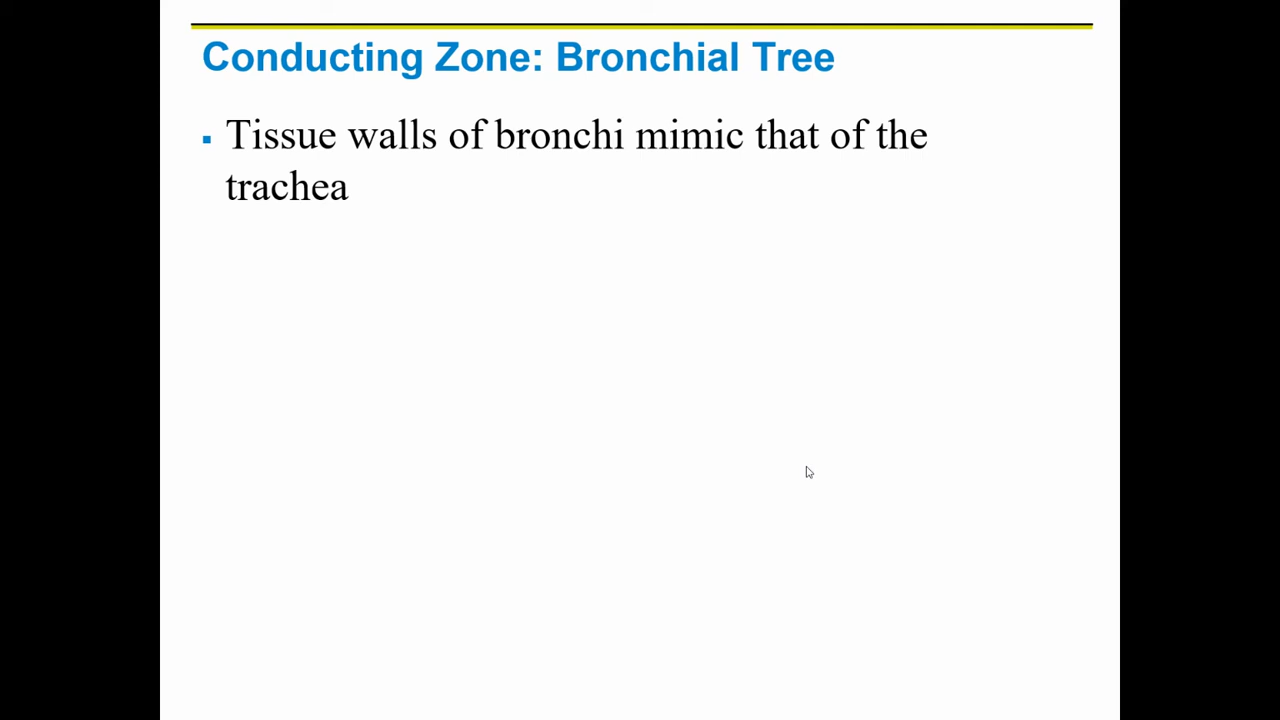 Conducting Zone: Bronchial Tree
▪ Tissue walls of bronchi mimic that of the
trachea